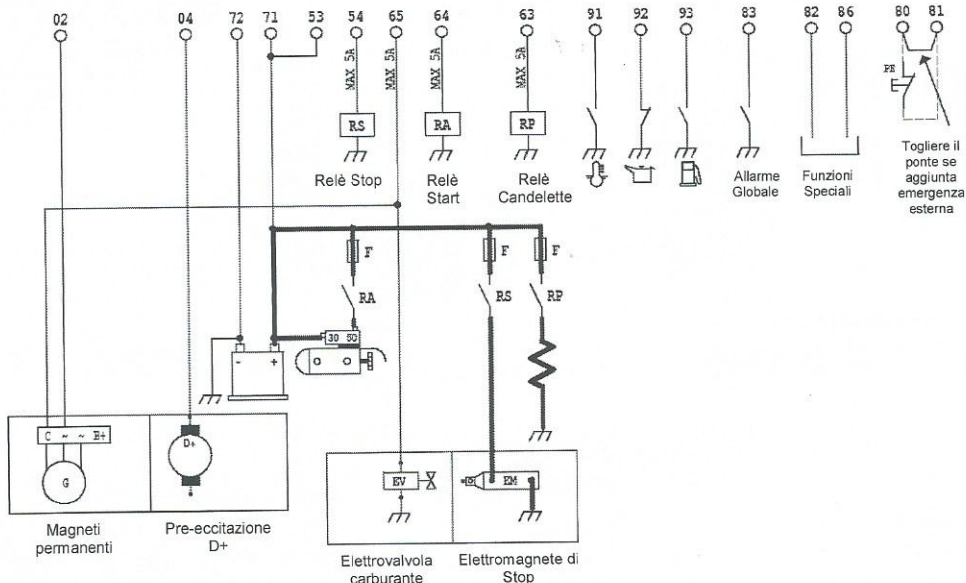 02 04 72 71 53 54 65 64 63 91 92 93 83 82 86 80 81
MAX 5A MAX 5A MAX 5A MAX 5A
PE
RS RA RP
Relè Stop
Relè
Start
Relè
Candelette
Allarme
Globale
Funzioni
Speciali
Togliere il
ponte se
aggiunta
emergenza
esterna
F F F
RA RS RP
30 50
- +
C ~ ~ B+
G
D+
EV
EM
Magneti
permanenti
Pre-eccitazione
D+
Elettrovalvola
carburante
Elettromagnete di
Stop